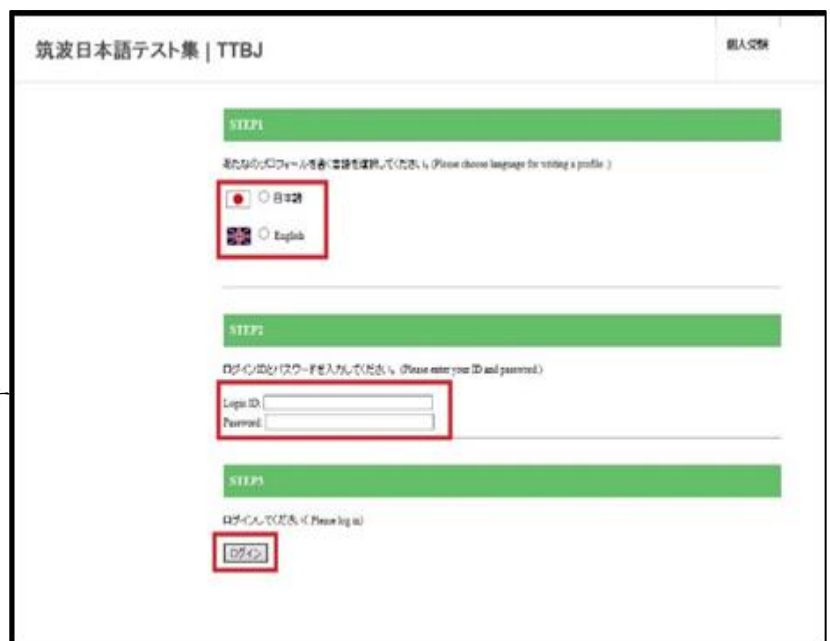 筑波日本語テスト集 | TTBJ
個人受験
STEP1
あなたのプロフィールを書く言語を選択してください。(Please choose language for writing a profile )
日本語
English
STEP2
ログインIDとパスワードを入力してください。(Please enter your ID and password.)
Login ID:
Password:
STEP3
ログインしてください( Please log in)
ログイン